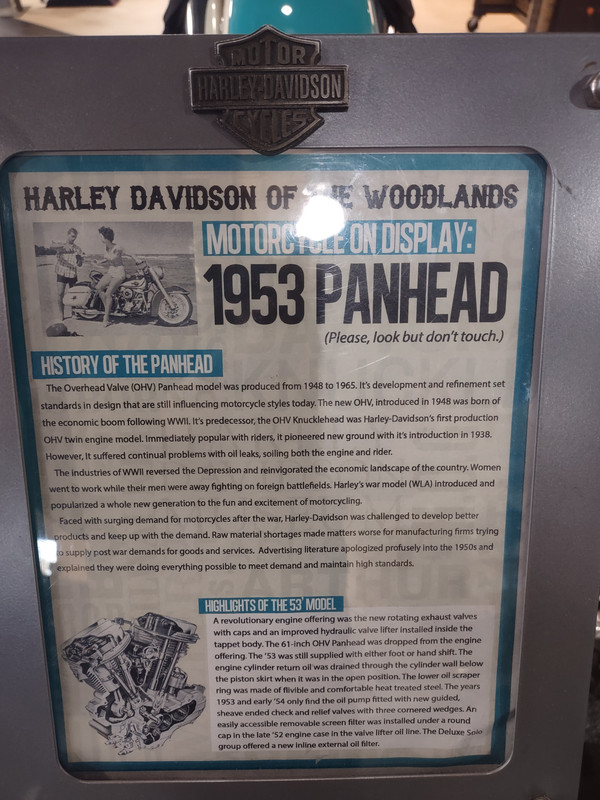 MOTOR
HARLEY-DAVIDSON
CYCLES
HARLEY DAVIDSON OF THE WOODLANDS
MOTORCYCLE ON DISPLAY:
1953 PANHEAD
(Please, look but don't touch.)
HISTORY OF THE PANHEAD
The Overhead Valve (OHV) Panhead model was produced from 1948 to 1965. It's development and refinement set
standards in design that are still influencing motorcycle styles today. The new OHV, introduced in 1948 was born of
the economic boom following WWII. It's predecessor, the OHV Knucklehead was Harley-Davidson's first production
OHV twin engine model. Immediately popular with riders, it pioneered new ground with it's introduction in 1938.
However, It suffered continual problems with oil leaks, soiling both the engine and rider.
The industries of WWII reversed the Depression and reinvigorated the economic landscape of the country. Women
went to work while their men were away fighting on foreign battlefields. Harley's war model (WLA) introduced and
popularized a whole new generation to the fun and excitement of motorcycling.
Faced with surging demand for motorcycles after the war, Harley-Davidson was challenged to develop better
products and keep up with the demand. Raw material shortages made matters worse for manufacturing firms trying
to supply post war demands for goods and services. Advertising literature apologized profusely into the 1950s and
explained they were doing everything possible to meet demand and maintain high standards.
HIGHLIGHTS OF THE 53' MODEL
A revolutionary engine offering was the new rotating exhaust valves
with caps and an improved hydraulic valve lifter installed inside the
tappet body. The 61-inch OHV Panhead was dropped from the engine
offering. The '53 was still supplied with either foot or hand shift. The
engine cylinder return oil was drained through the cylinder wall below
the piston skirt when it was in the open position. The lower oil scraper
ring was made of flivible and comfortable heat treated steel. The years
1953 and early '54 only find the oil pump fitted with new guided,
sheave ended check and relief valves with three cornered wedges. An
easily accessible removable screen filter was installed under a round
cap in the late '52 engine case in the valve lifter oil line. The Deluxe Solo
group offered a new inline external oil filter.